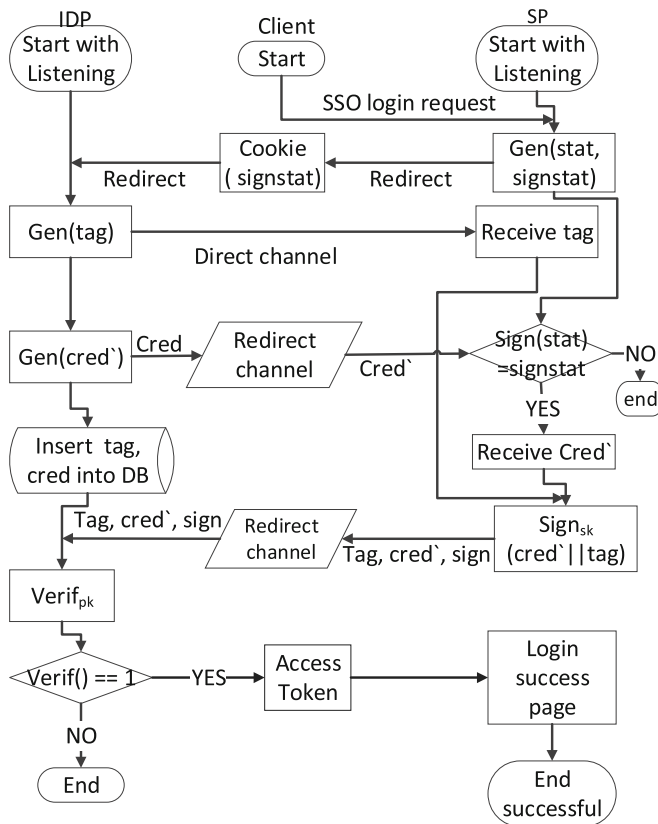 IDP
Client
SP
Start with
Listening
Start
Start with
Listening
SSO login request
Cookie
( signstat)
Gen(stat,
signstat)
Redirect
Redirect
Gen(tag)
Receive tag
Direct channel
Gen(cred`)
Cred
Redirect
channel
Cred`
Sign(stat)
=signstat
NO
end
YES
Insert tag,
cred into DB
Receive Cred`
Tag, cred`, sign
Redirect
channel
Tag, cred`, sign
Signsk
(cred`||tag)
Verifpk
Verif() == 1
YES
Access
Token
Login
success
page
NO
End
End
successful